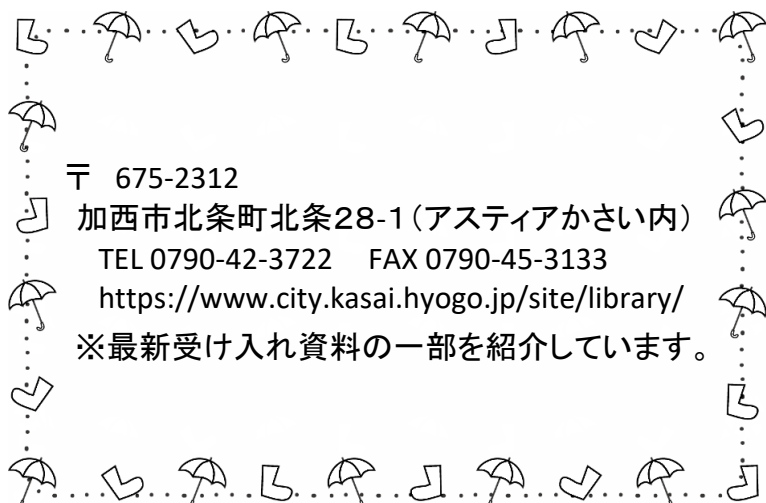 〒 675-2312
加西市北条町北条２８-１（アスティアかさい内）
TEL 0790-42-3722 FAX 0790-45-3133
https://www.city.kasai.hyogo.jp/site/library/
※最新受け入れ資料の一部を紹介しています。